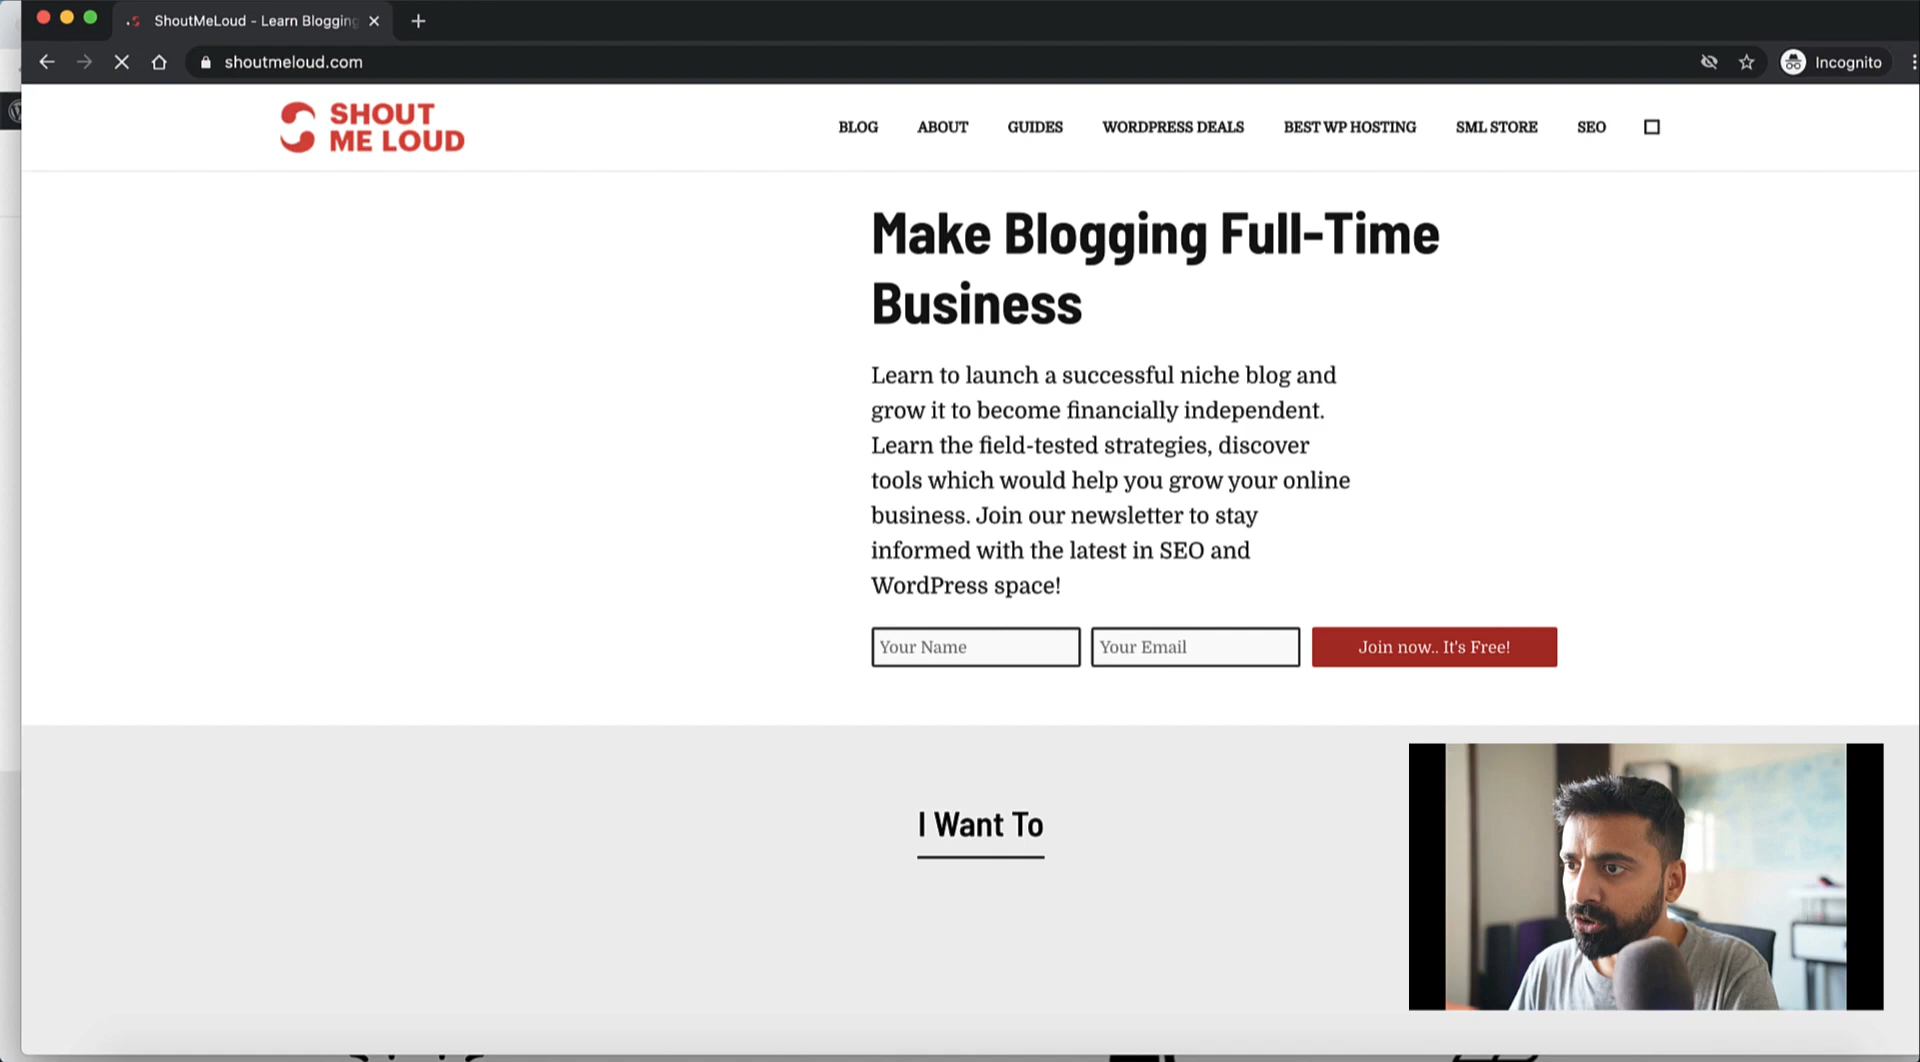 ShoutMeLoud - Learn Blogging
shoutmeloud.com
Incognito
SHOUT
ME LOUD
BLOG
ABOUT
GUIDES
WORDPRESS DEALS
BEST WP HOSTING
SML STORE
SEO
Make Blogging Full-Time
Business
Learn to launch a successful niche blog and
grow it to become financially independent.
Learn the field-tested strategies, discover
tools which would help you grow your online
business. Join our newsletter to stay
informed with the latest in SEO and
WordPress space!
Your Name
Your Email
Join now.. It's Free!
I Want To